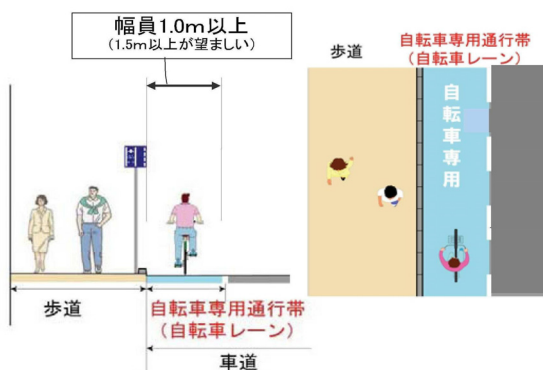 幅員1.0m以上
(1.5m以上が望ましい)
歩道
自転車専用通行帯
(自転車レーン)
車道
歩道
自転車専用通行帯
(自転車レーン)
自転車専用